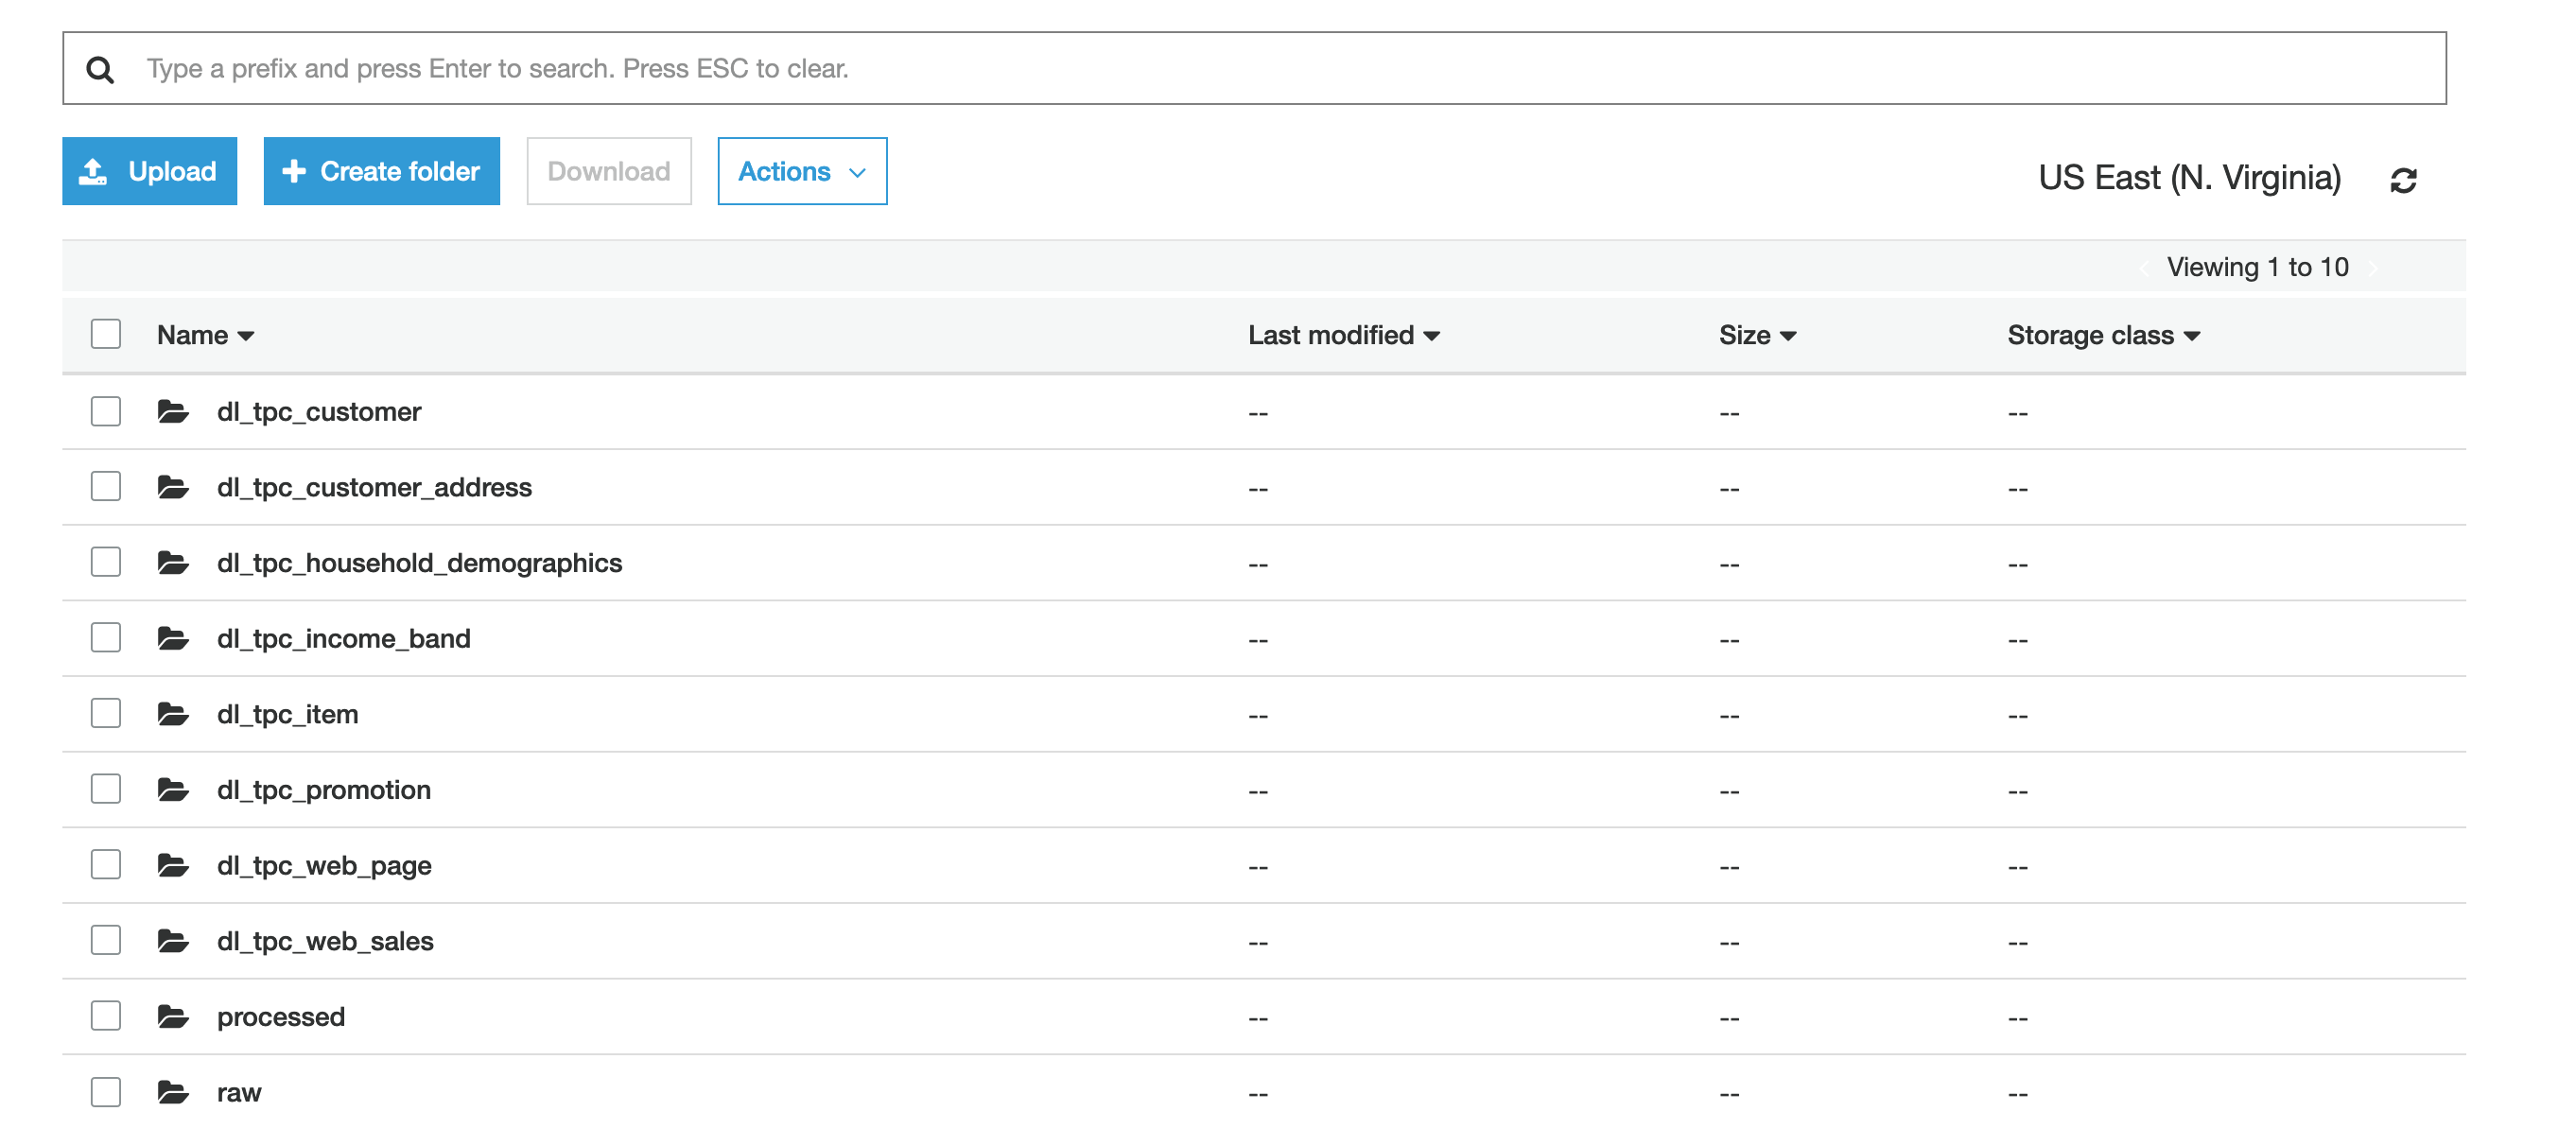 Type a prefix and press Enter to search. Press ESC to clear.
Upload Create folder Download Actions US East (N. Virginia)
Viewing 1 to 10
Name Last modified Size Storage class
dl_tpc_customer -- -- --
dl_tpc_customer_address -- -- --
dl_tpc_household_demographics -- -- --
dl_tpc_income_band -- -- --
dl_tpc_item -- -- --
dl_tpc_promotion -- -- --
dl_tpc_web_page -- -- --
dl_tpc_web_sales -- -- --
processed -- -- --
raw -- -- --